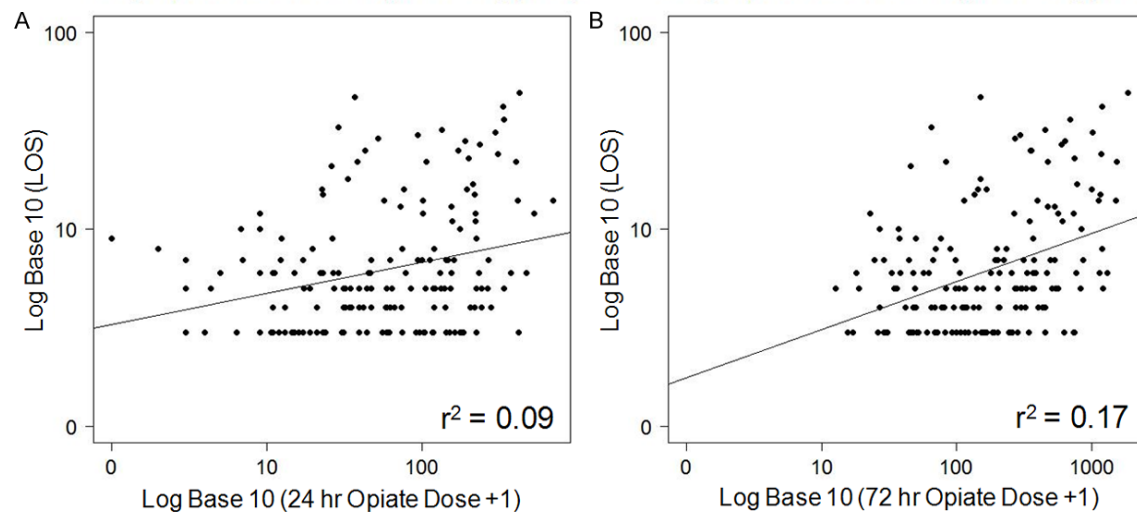 A
B
100
10
0
Log Base 10 (LOS)
r² = 0.09
0
10
100
Log Base 10 (24 hr Opiate Dose +1)
100
10
0
Log Base 10 (LOS)
r² = 0.17
0
10
100
1000
Log Base 10 (72 hr Opiate Dose +1)